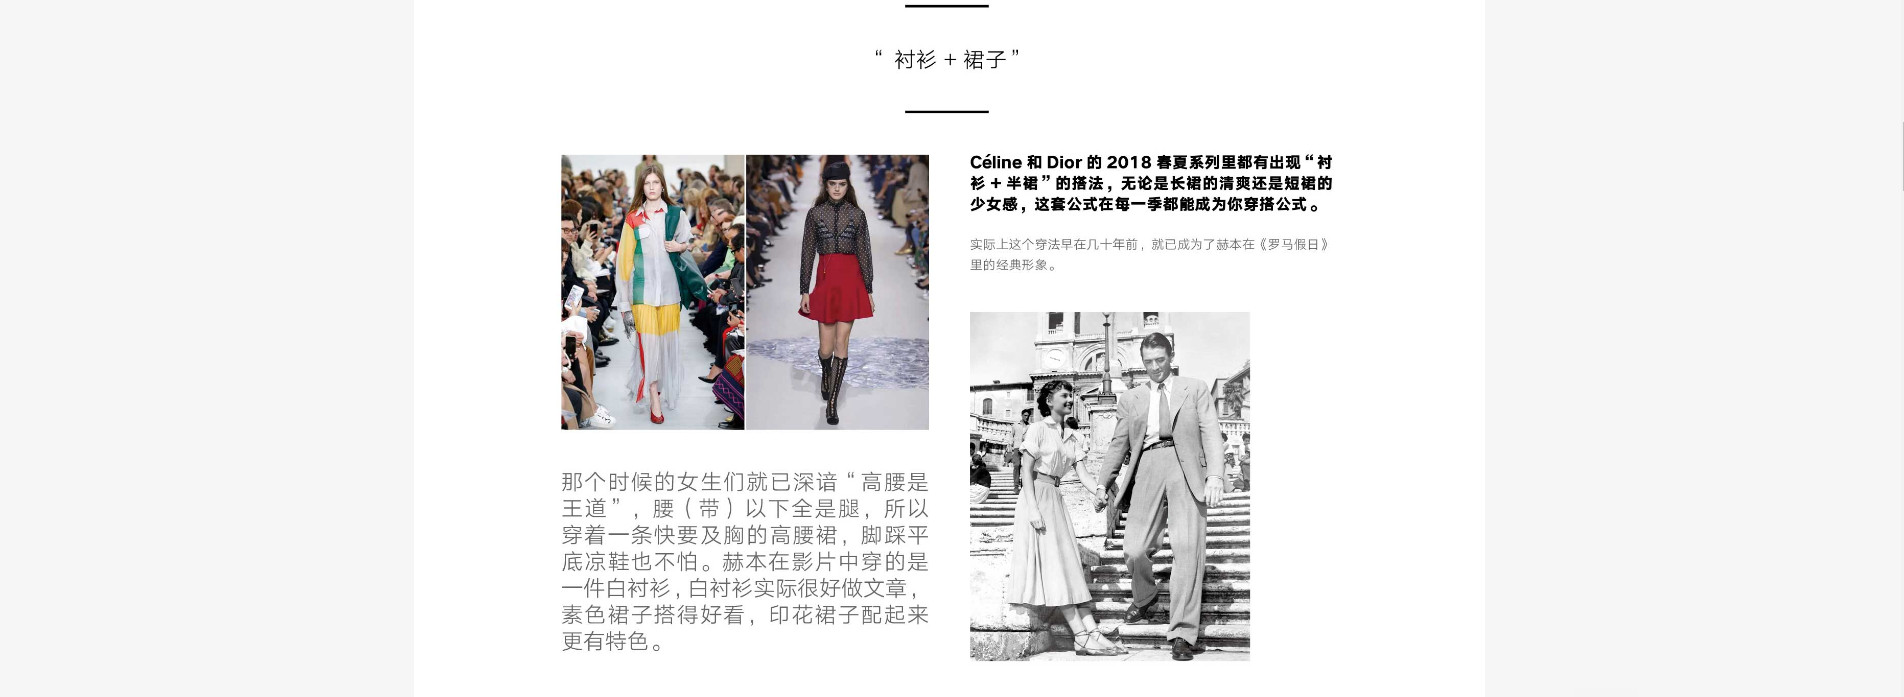 “ 衬衫 + 裙子 ”
Céline 和 Dior 的 2018 春夏系列里都有出现 “ 衬
衫 + 半裙 ” 的搭法，无论是长裙的清爽还是短裙的
少女感，这套公式在每一季都能成为你穿搭公式。
实际上这个穿法早在几十年前，就已成为了赫本在《罗马假日》
里的经典形象。
那个时候的女生们就已深谙 “ 高腰是
王道 ” ，腰（带）以下全是腿，所以
穿着一条快要及胸的高腰裙，脚踩平
底凉鞋也不怕。赫本在影片中穿的是
一件白衬衫，白衬衫实际很好做文章，
素色裙子搭得好看，印花裙子配起来
更有特色。